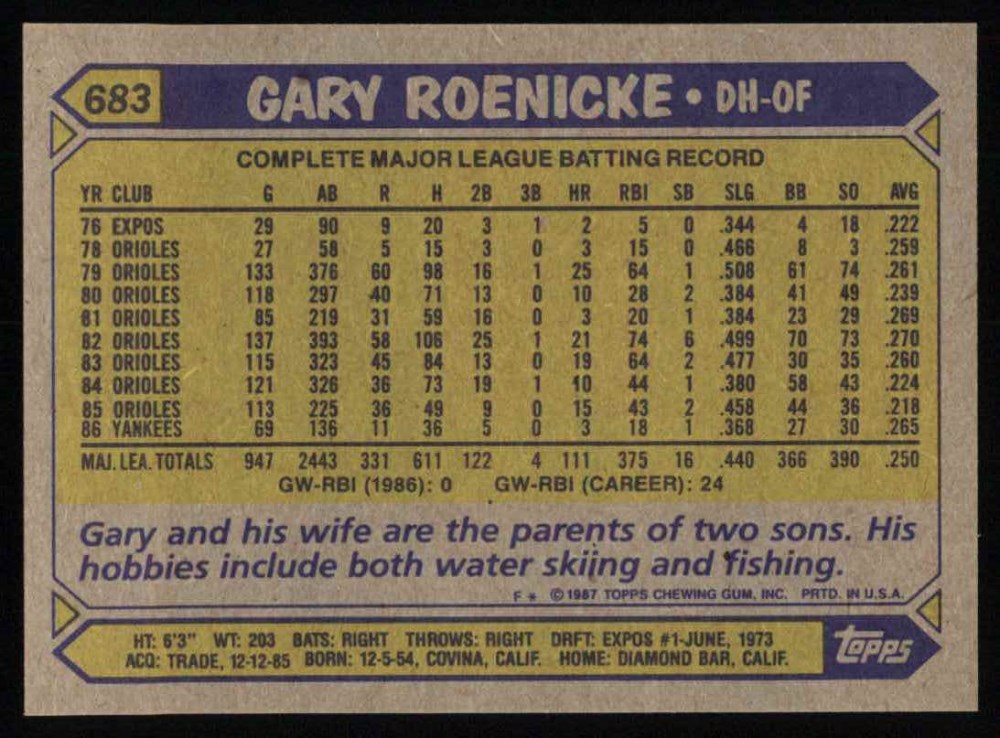 683 GARY ROENICKE • DH-OF
COMPLETE MAJOR LEAGUE BATTING RECORD
YR CLUB G AB R H 2B 3B HR RBI SB SLG BB SO AVG
76 EXPOS 29 90 9 20 3 1 2 5 0 .344 4 18 .222
78 ORIOLES 27 58 5 15 3 0 3 15 0 .466 8 3 .259
79 ORIOLES 133 376 60 98 16 1 25 64 1 .508 61 74 .261
80 ORIOLES 118 297 40 71 13 0 10 28 2 .384 41 49 .239
81 ORIOLES 85 219 31 59 16 0 3 20 1 .384 23 29 .269
82 ORIOLES 137 393 58 106 25 1 21 74 6 .499 70 73 .270
83 ORIOLES 115 323 45 84 13 0 19 64 2 .477 30 35 .260
84 ORIOLES 121 326 36 73 19 1 10 44 1 .380 58 43 .224
85 ORIOLES 113 225 36 49 9 0 15 43 2 .458 44 36 .218
86 YANKEES 69 136 11 36 5 0 3 18 1 .368 27 30 .265
MAJ. LEA. TOTALS 947 2443 331 611 122 4 111 375 16 .440 366 390 .250
GW-RBI (1986): 0 GW-RBI (CAREER): 24
Gary and his wife are the parents of two sons. His
hobbies include both water skiing and fishing.
F * © 1987 TOPPS CHEWING GUM, INC. PRTD. IN U.S.A.
HT: 6'3" WT: 203 BATS: RIGHT THROWS: RIGHT DRFT: EXPOS #1-JUNE, 1973
ACQ: TRADE, 12-12-85 BORN: 12-5-54, COVINA, CALIF. HOME: DIAMOND BAR, CALIF.
topps